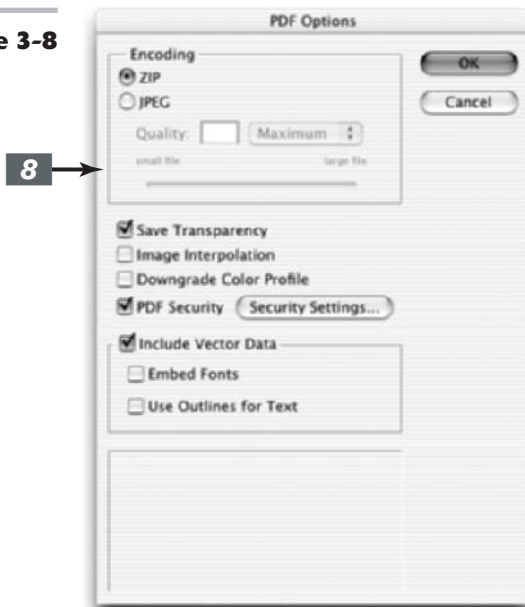 e 3-8
PDF Options
Encoding
ZIP
JPEG
Quality: Maximum
small file large file
OK
Cancel
8
Save Transparency
Image Interpolation
Downgrade Color Profile
PDF Security Security Settings...
Include Vector Data
Embed Fonts
Use Outlines for Text